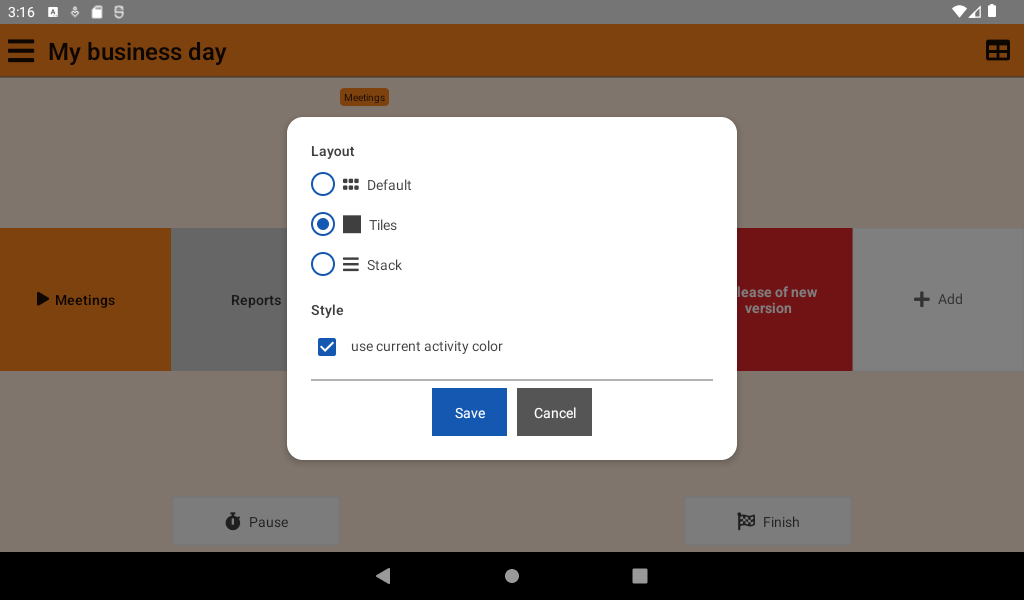 3:16
My business day
Meetings
Layout
Default
Tiles
Stack
Style
use current activity color
Save
Cancel
Meetings
Reports
lease of new
version
Add
Pause
Finish